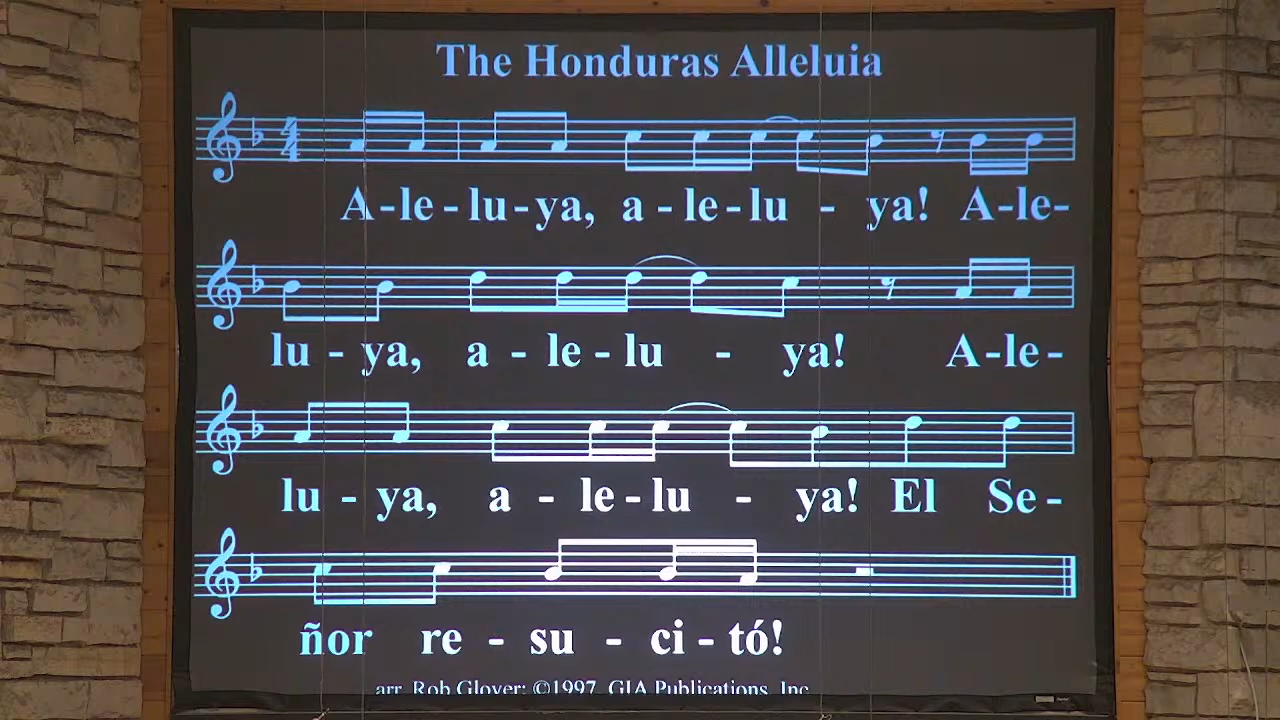 The Honduras Alleluia
A-le-lu-ya, a-le-lu - ya! A-le-
lu - ya, a - le-lu - ya! A-le-
lu - ya, a - le-lu - ya! El Se-
ñor re - su - ci-tó!
arr. Rob Glover; ©1997, GIA Publications, Inc.